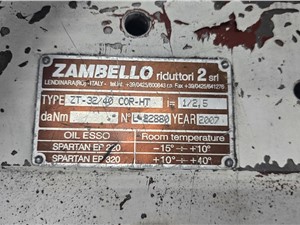 ZAMBELLO riduttori 2 srl
LENDINARA(RO)-ITALY - tel.nr. +39/0425/600643 Fax +39/0425/641276
TYPE ZT-32/40 COR-HT i= 1/2,5
daNm N° 82880 YEAR 2007
OIL ESSO Room temperature
SPARTAN EP 220 -15° ÷ +10°
SPARTAN EP 320 +10° ÷ +40°